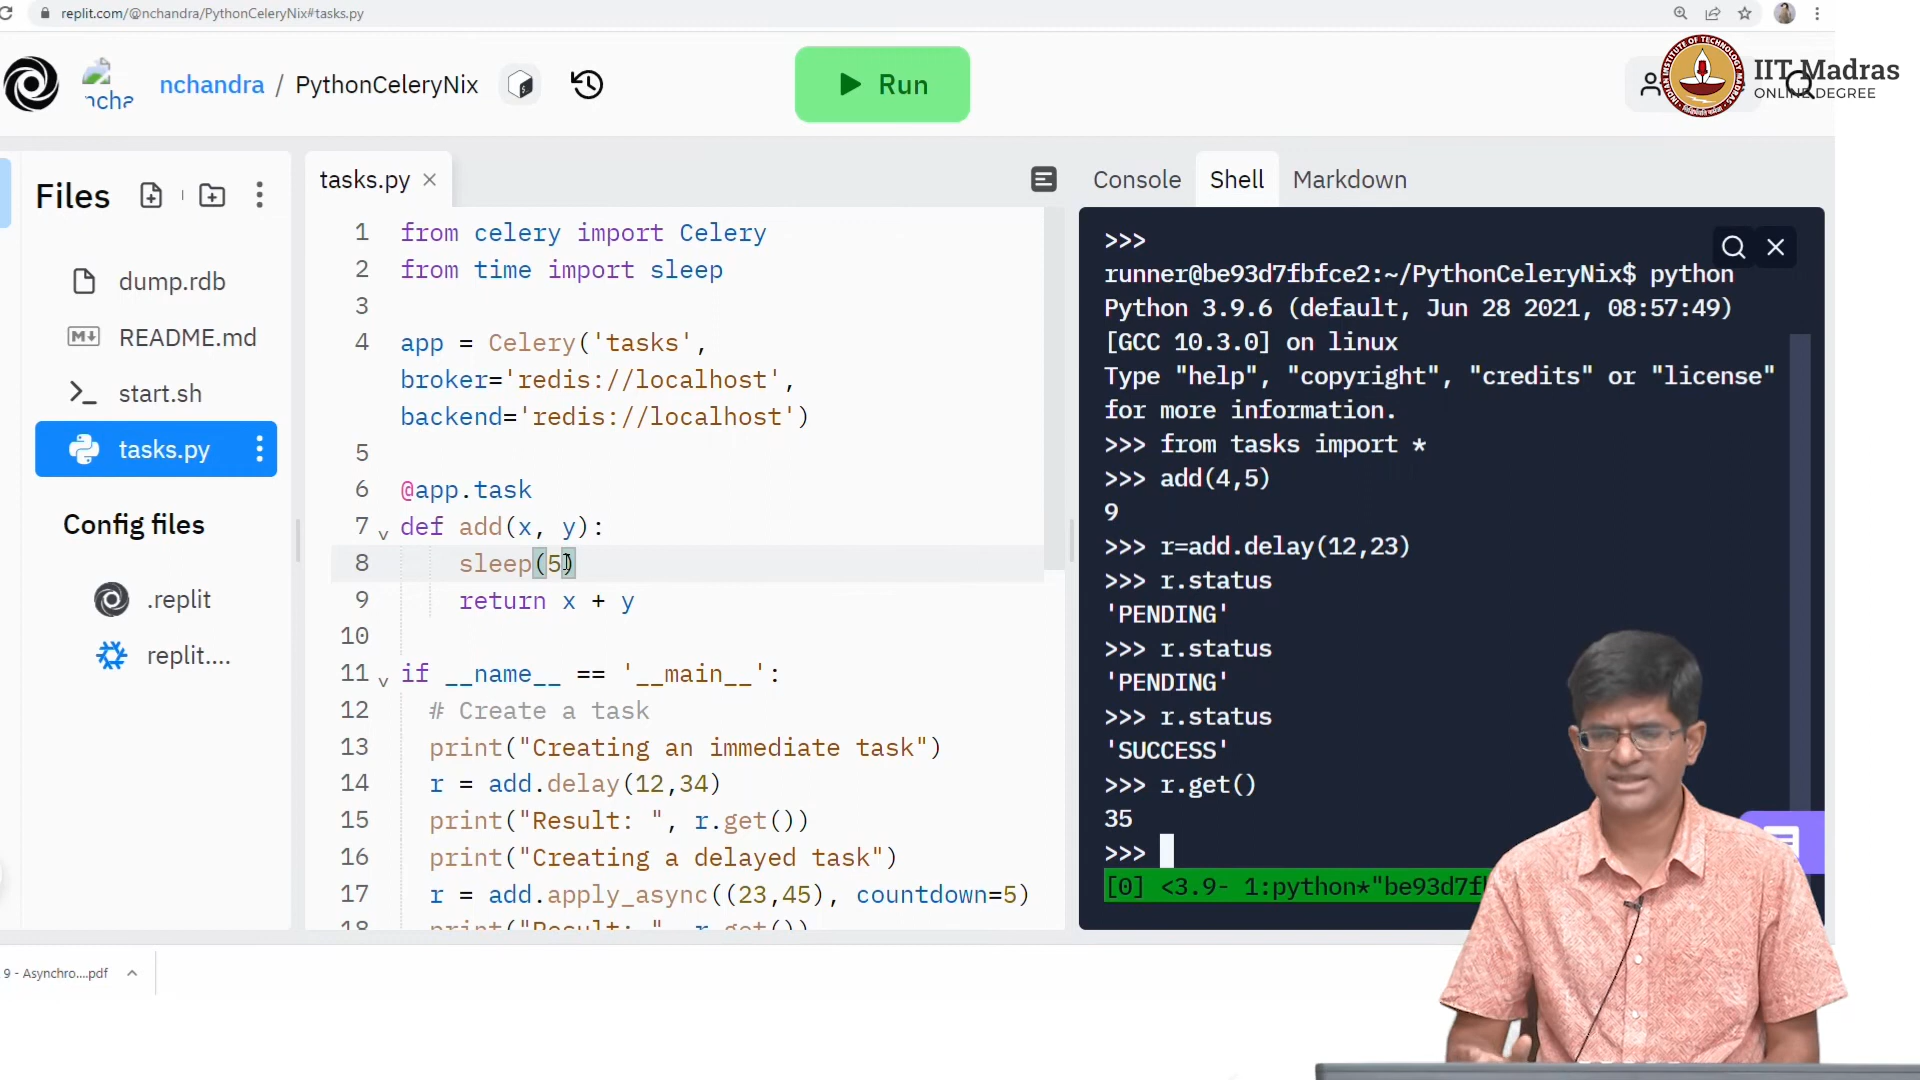 replit.com/@nchandra/PythonCeleryNix#tasks.py
ncha
nchandra / PythonCeleryNix
Run
IIT Madras
ONLINE DEGREE
Files
dump.rdb
README.md
start.sh
tasks.py
Config files
.replit
replit....
tasks.py
1 from celery import Celery
2 from time import sleep
3
4 app = Celery('tasks',
broker='redis://localhost',
backend='redis://localhost')
5
6 @app.task
7 def add(x, y):
8 sleep(5)
9 return x + y
10
11 if __name__ == '__main__':
12 # Create a task
13 print("Creating an immediate task")
14 r = add.delay(12,34)
15 print("Result: ", r.get())
16 print("Creating a delayed task")
17 r = add.apply_async((23,45), countdown=5)
18 print("Result: ", r.get())
Console Shell Markdown
>>>
runner@be93d7fbfce2:~/PythonCeleryNix$ python
Python 3.9.6 (default, Jun 28 2021, 08:57:49)
[GCC 10.3.0] on linux
Type "help", "copyright", "credits" or "license"
for more information.
>>> from tasks import *
>>> add(4,5)
9
>>> r=add.delay(12,23)
>>> r.status
'PENDING'
>>> r.status
'PENDING'
>>> r.status
'SUCCESS'
>>> r.get()
35
>>>
[0] <3.9- 1:python*"be93d7f
9 - Asynchro....pdf